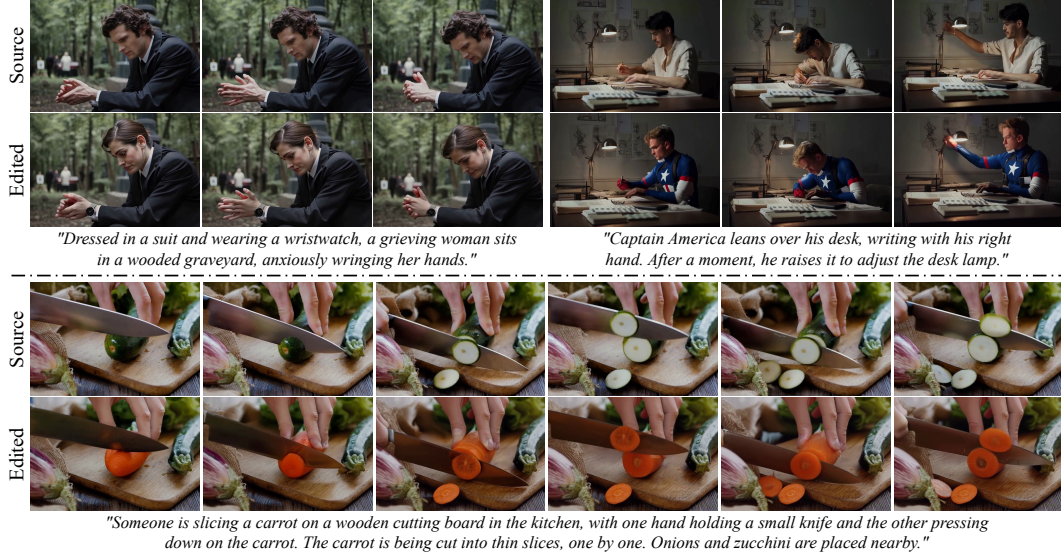 Source
Edited
"Dressed in a suit and wearing a wristwatch, a grieving woman sits
in a wooded graveyard, anxiously wringing her hands."
"Captain America leans over his desk, writing with his right
hand. After a moment, he raises it to adjust the desk lamp."
Source
Edited
"Someone is slicing a carrot on a wooden cutting board in the kitchen, with one hand holding a small knife and the other pressing
down on the carrot. The carrot is being cut into thin slices, one by one. Onions and zucchini are placed nearby."